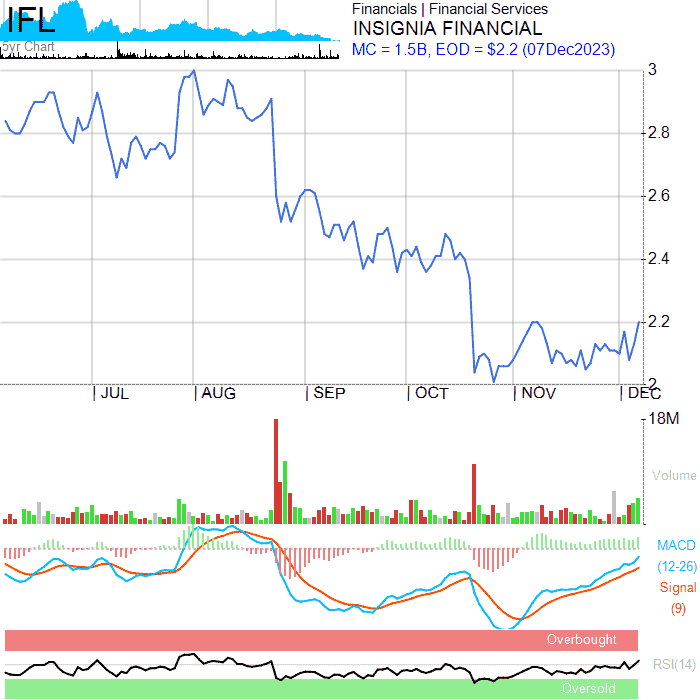 IFL
5yr Chart
Financials | Financial Services
INSIGNIA FINANCIAL
MC = 1.5B, EOD = $2.2 (07Dec2023)
3
2.8
2.6
2.4
2.2
2
JUL AUG SEP OCT NOV DEC
18M
Volume
MACD
(12-26)
Signal
(9)
Overbought
RSI(14)
Oversold